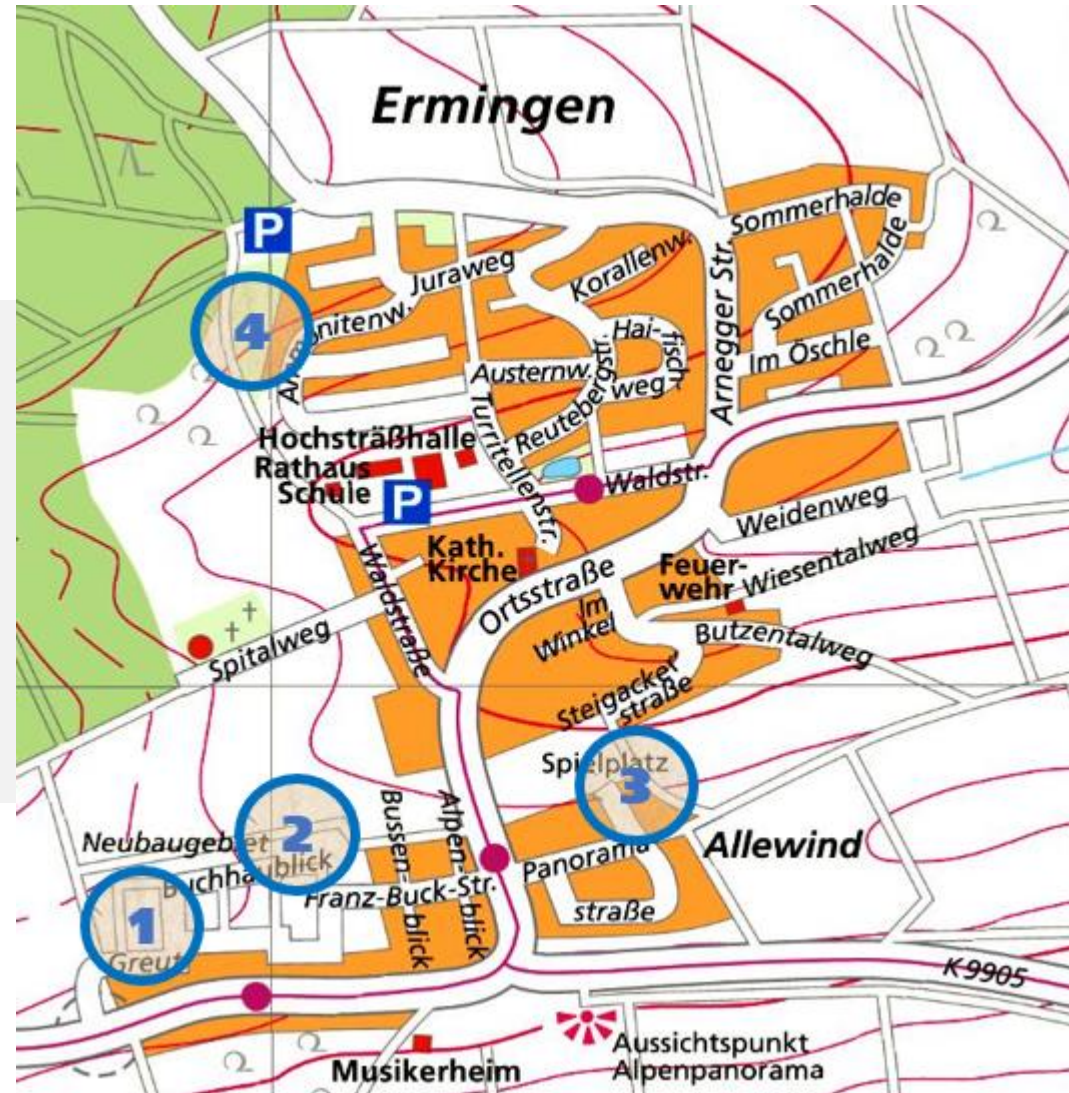 Ermingen
Sommerhalde
P
Juraweg
Korallenw.
Arnegger Str.
Sommerhalde
4
Hai-
fisch-
weg
Im Öschle
Austernw.
Reutebergstr.
Turritellenstr.
Hochsträßhalle
Rathaus
Schule
P
Waldstr.
Weidenweg
Kath.
Kirche
Ortsstraße
Feuer-
wehr
Wiesentalweg
Waldstraße
Im
Winkel
Butzentalweg
Spitalweg
Steigacker
straße
Spielplatz
3
2
Neubaugebiet
Bussen-
blick
Alpen-
blick
Panorama
straße
Allewind
Franz-Buck-Str.
1
Greut
K 9905
Aussichtspunkt
Alpenpanorama
Musikerheim